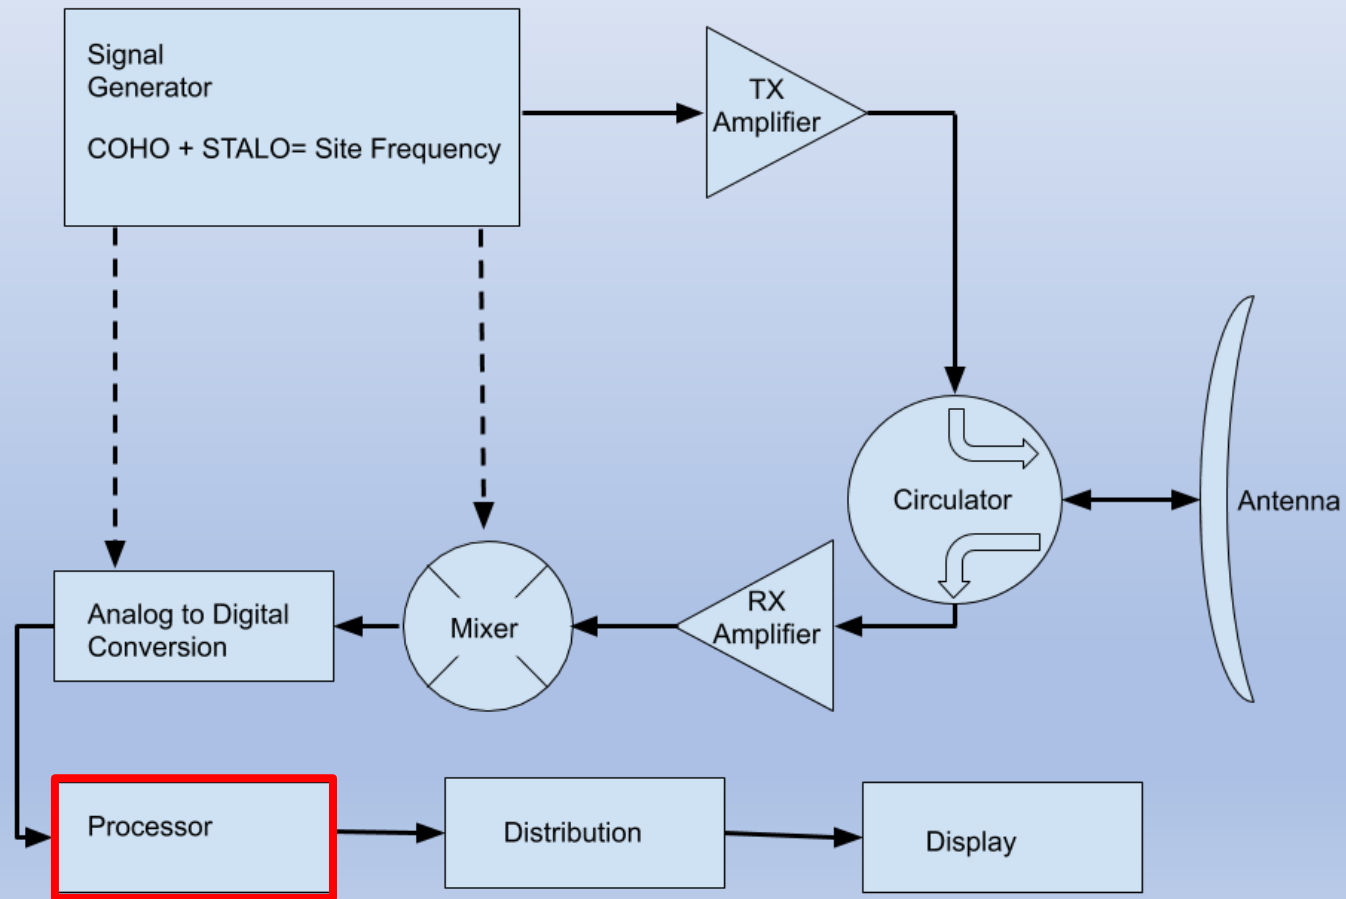 Signal
Generator
COHO + STALO= Site Frequency
TX
Amplifier
Circulator
Antenna
RX
Amplifier
Mixer
Analog to Digital
Conversion
Processor
Distribution
Display